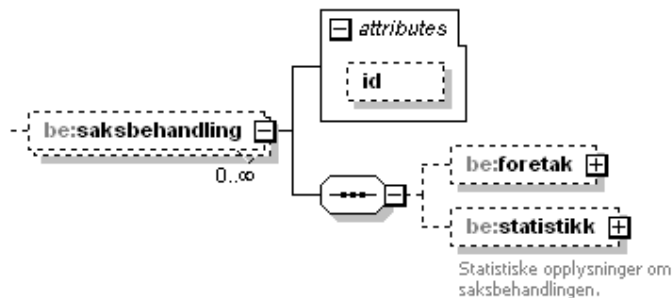 attributes
id
be:saksbehandling
0..∞
be:foretak
be:statistikk
Statistiske opplysninger om
saksbehandlingen.